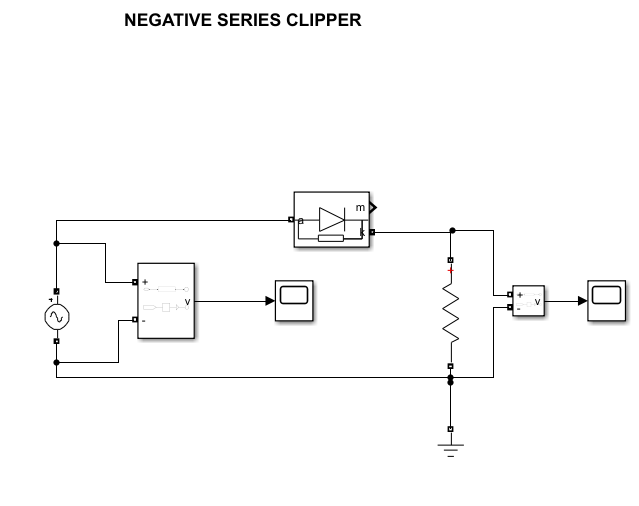 NEGATIVE SERIES CLIPPER
m
a
k
+
+
v
-
+
+
v
-